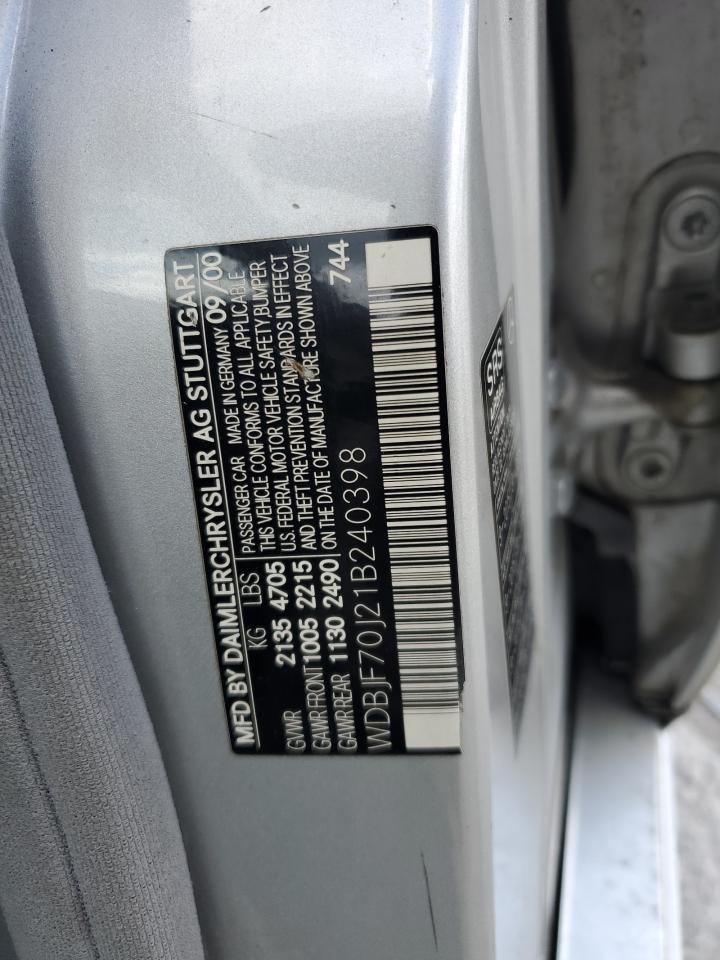 MFD BY DAIMLERCHRYSLER AG STUTTGART
KG LBS PASSENGER CAR MADE IN GERMANY 09/00
GVWR 2135 4705 THIS VEHICLE CONFORMS TO ALL APPLICABLE
U.S. FEDERAL MOTOR VEHICLE SAFETY, BUMPER
GAWR FRONT 1005 2215 AND THEFT PREVENTION STANDARDS IN EFFECT
GAWR REAR 1130 2490 ON THE DATE OF MANUFACTURE SHOWN ABOVE
WDBJF70J21B240398 744
SRS